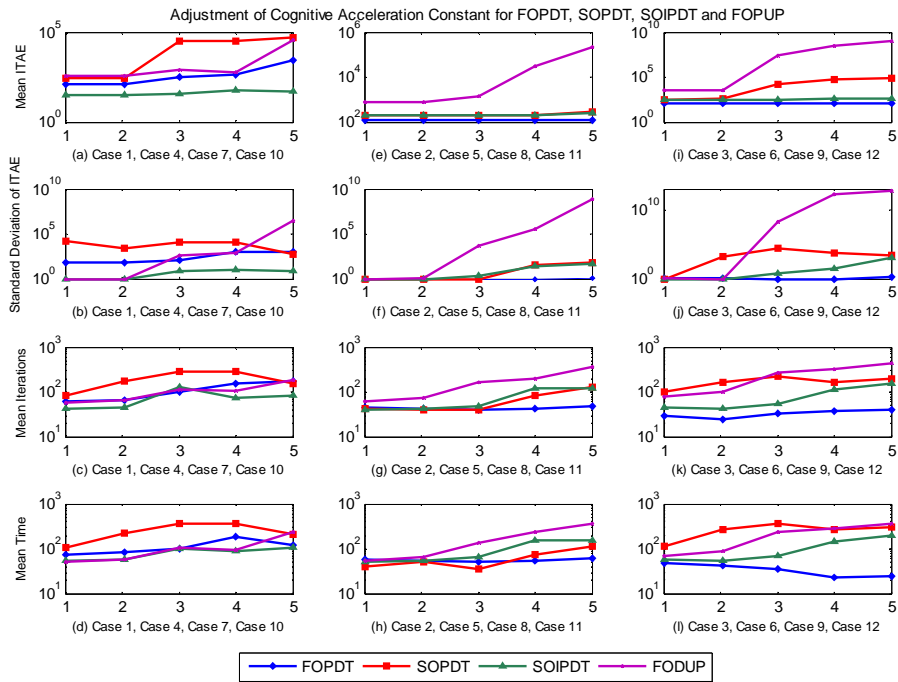 Adjustment of Cognitive Acceleration Constant for FOPDT, SOPDT, SOIPDT and FOPUP
Mean ITAE
10^5
10^0
1 2 3 4 5
(a) Case 1, Case 4, Case 7, Case 10
10^6
10^4
10^2
1 2 3 4 5
(e) Case 2, Case 5, Case 8, Case 11
10^10
10^5
10^0
1 2 3 4 5
(i) Case 3, Case 6, Case 9, Case 12
Standard Deviation of ITAE
10^10
10^5
10^0
1 2 3 4 5
(b) Case 1, Case 4, Case 7, Case 10
10^10
10^5
10^0
1 2 3 4 5
(f) Case 2, Case 5, Case 8, Case 11
10^10
10^0
1 2 3 4 5
(j) Case 3, Case 6, Case 9, Case 12
Mean Iterations
10^3
10^2
10^1
1 2 3 4 5
(c) Case 1, Case 4, Case 7, Case 10
10^3
10^2
10^1
1 2 3 4 5
(g) Case 2, Case 5, Case 8, Case 11
10^3
10^2
10^1
1 2 3 4 5
(k) Case 3, Case 6, Case 9, Case 12
Mean Time
10^3
10^2
10^1
1 2 3 4 5
(d) Case 1, Case 4, Case 7, Case 10
10^3
10^2
10^1
1 2 3 4 5
(h) Case 2, Case 5, Case 8, Case 11
10^3
10^2
10^1
1 2 3 4 5
(l) Case 3, Case 6, Case 9, Case 12
FOPDT SOPDT SOIPDT FODUP